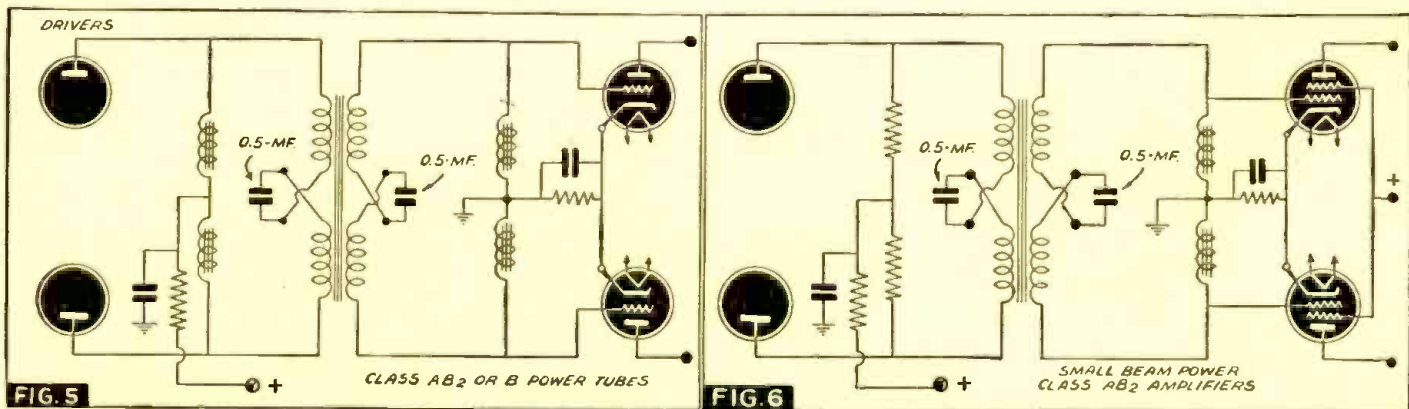 DRIVERS
0.5-MF.
0.5-MF.
+
CLASS AB2 OR B POWER TUBES
FIG. 5
0.5-MF.
0.5-MF.
+
+
SMALL BEAM POWER
CLASS AB2 AMPLIFIERS
FIG. 6